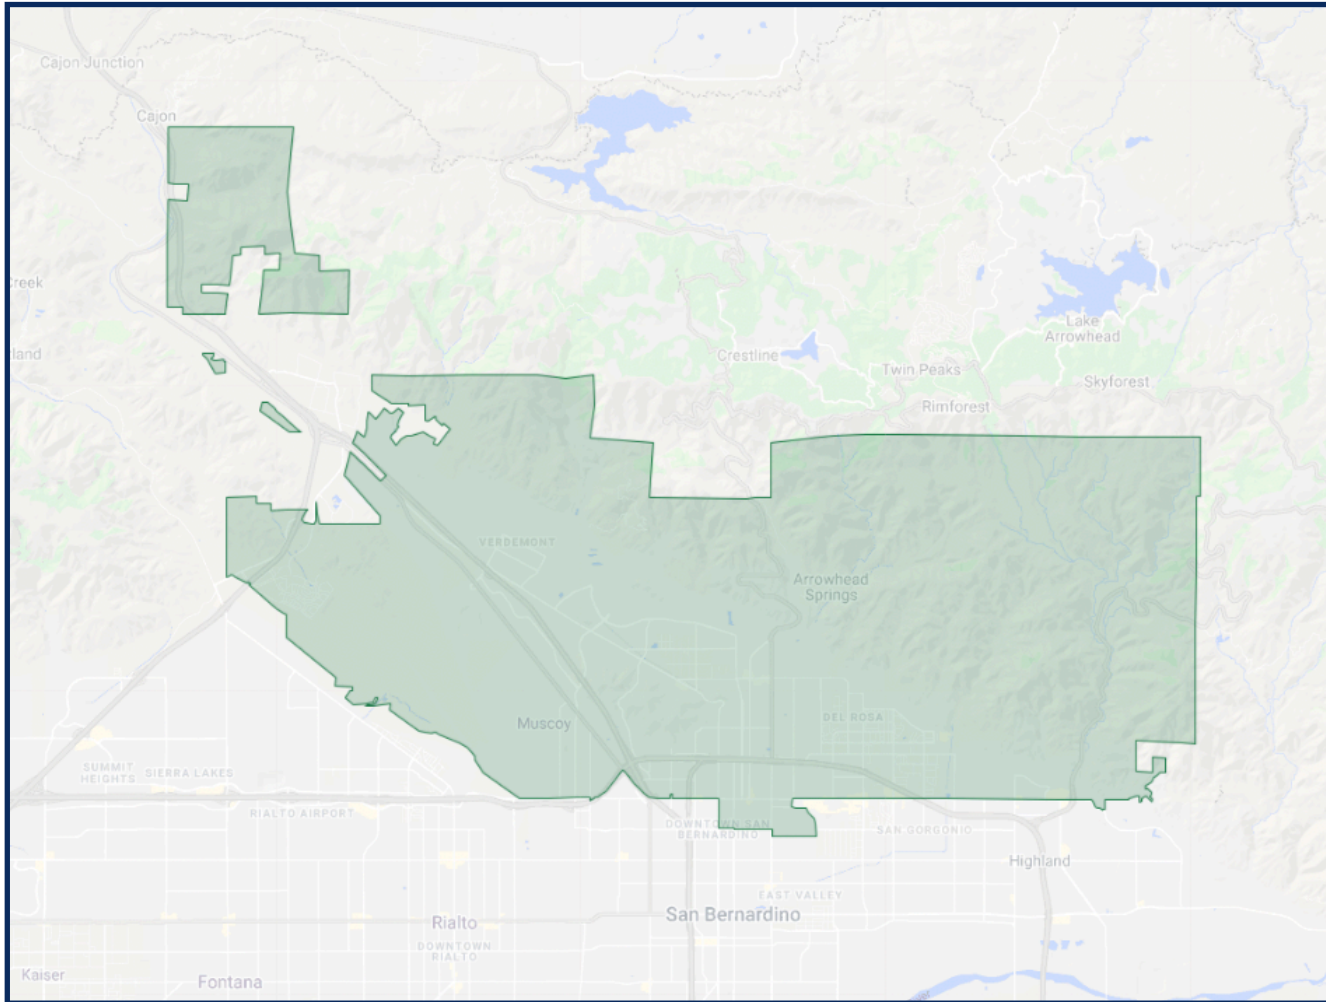 Cajon Junction
Cajon
Creek
land
Lake
Arrowhead
Crestline
Twin Peaks
Skyforest
Rimforest
VERDEMONT
Arrowhead
Springs
Muscoy
DEL ROSA
SUMMIT
HEIGHTS
SIERRA LAKES
RIALTO AIRPORT
DOWNTOWN SAN
BERNARDINO
SAN GORGONIO
Highland
EAST VALLEY
San Bernardino
Rialto
DOWNTOWN
RIALTO
Kaiser
Fontana